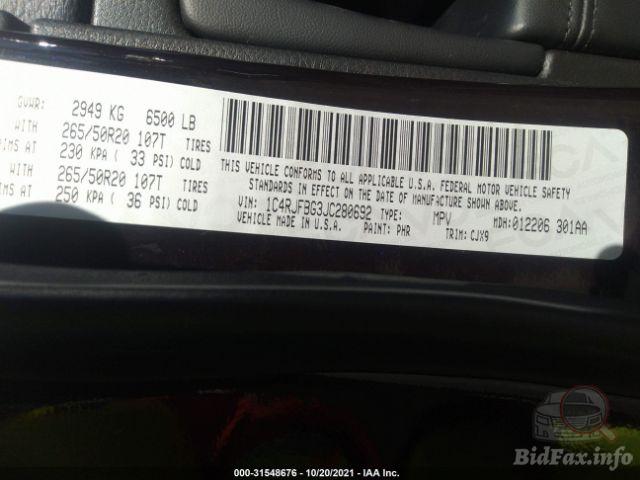 GVWR: 2949 KG 6500 LB
WITH 265/50R20 107T TIRES
RIMS AT 230 KPA ( 33 PSI) COLD
WITH 265/50R20 107T TIRES
RIMS AT 250 KPA ( 36 PSI) COLD
THIS VEHICLE CONFORMS TO ALL APPLICABLE U.S.A. FEDERAL MOTOR VEHICLE SAFETY
STANDARDS IN EFFECT ON THE DATE OF MANUFACTURE SHOWN ABOVE.
VIN: 1C4RJFBG3JC280692 TYPE: MPV MDH:012206 301AA
VEHICLE MADE IN U.S.A. PAINT: PHR TRIM: CJX9
000-31548676 - 10/20/2021 - IAA Inc.
BidFax.info